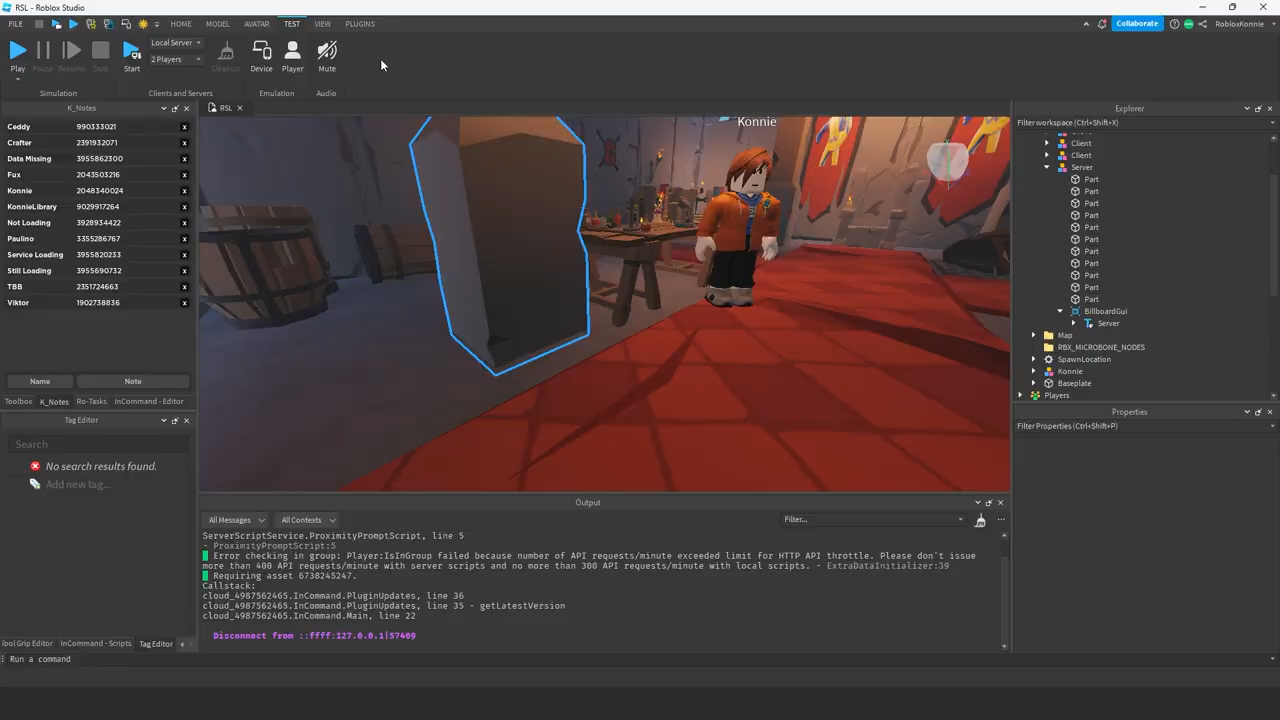 RSL - Roblox Studio
FILE HOME MODEL AVATAR TEST VIEW PLUGINS Collaborate RobloxKonnie
Local Server
2 Players
Play Pause Resume Stop Start Cleanup Device Player Mute
Simulation Clients and Servers Emulation Audio
K_Notes
Ceddy 990333021
Crafter 2391932071
Data Missing 3955862300
Fux 2043503216
Konnie 2048340024
KonnieLibrary 9029917264
Not Loading 3928934422
Paulino 3355286767
Service Loading 3955820233
Still Loading 3955690732
TBB 2351724663
Viktor 1902738836
Name Note
Toolbox K_Notes Ro-Tasks InCommand - Editor
Tag Editor
Search
No search results found.
Add new tag...
Tool Grip Editor InCommand - Scripts Tag Editor
Run a command
RSL
Konnie
Output
All Messages All Contexts Filter...
ServerScriptService.ProximityPromptScript, line 5
- ProximityPromptScript:5
Error checking in group: Player:IsInGroup failed because number of API requests/minute exceeded limit for HTTP API throttle. Please don't issue
more than 400 API requests/minute with server scripts and no more than 300 API requests/minute with local scripts. - ExtraDataInitializer:39
Requiring asset 6738245247.
Callstack:
cloud_4987562465.InCommand.PluginUpdates, line 36
cloud_4987562465.InCommand.PluginUpdates, line 35 - getLatestVersion
cloud_4987562465.InCommand.Main, line 22
Disconnect from ::ffff:127.0.0.1|57409
Explorer
Filter workspace (Ctrl+Shift+X)
Client
Client
Client
Server
Part
Part
Part
Part
Part
Part
Part
Part
Part
Part
Part
BillboardGui
Server
Map
RBX_MICROBONE_NODES
SpawnLocation
Konnie
Baseplate
Players
Properties
Filter Properties (Ctrl+Shift+P)